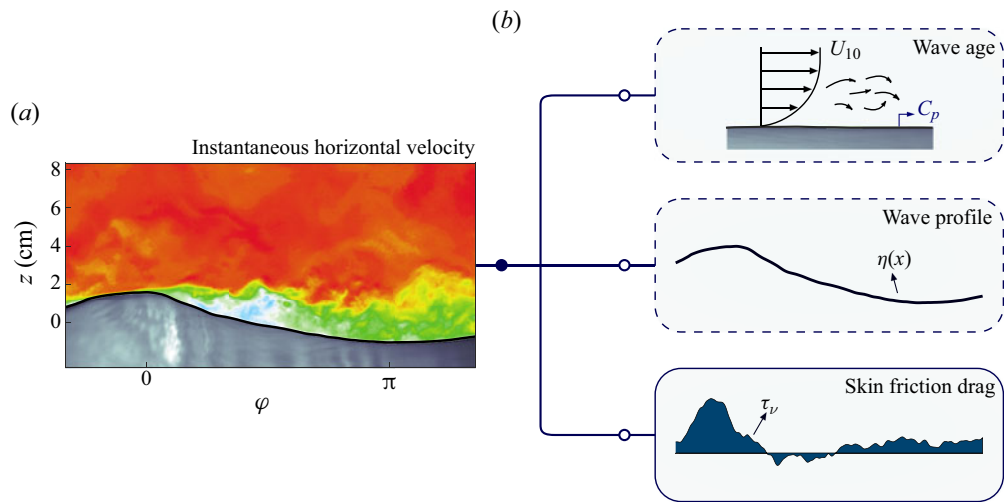 (a)
Instantaneous horizontal velocity
8
6
4
2
0
z (cm)
0
π
φ
(b)
Wave age
U10
Cp
Wave profile
η(x)
Skin friction drag
τν